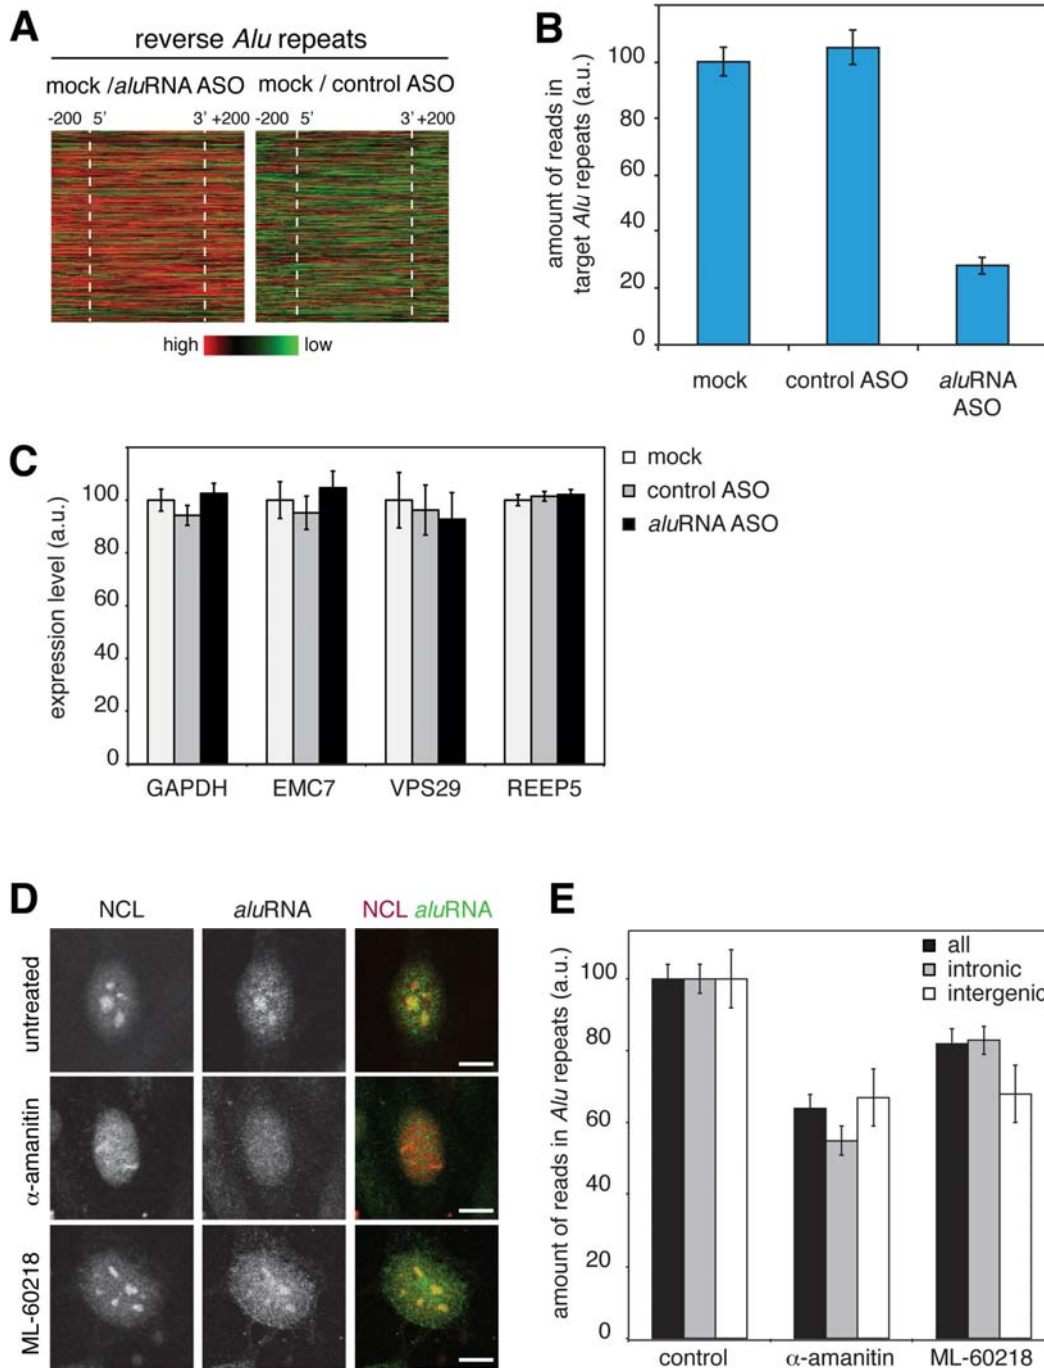 A
reverse Alu repeats
mock /aluRNA ASO mock / control ASO
-200 5' 3' +200 -200 5' 3' +200
high low
B
amount of reads in
target Alu repeats (a.u.)
100
80
60
40
20
0
mock control ASO aluRNA
ASO
C
expression level (a.u.)
100
80
60
40
20
0
GAPDH EMC7 VPS29 REEP5
mock
control ASO
aluRNA ASO
D
NCL aluRNA NCL aluRNA
untreated
α-amanitin
ML-60218
E
amount of reads in Alu repeats (a.u.)
100
80
60
40
20
0
all
intronic
intergenic
control α-amanitin ML-60218